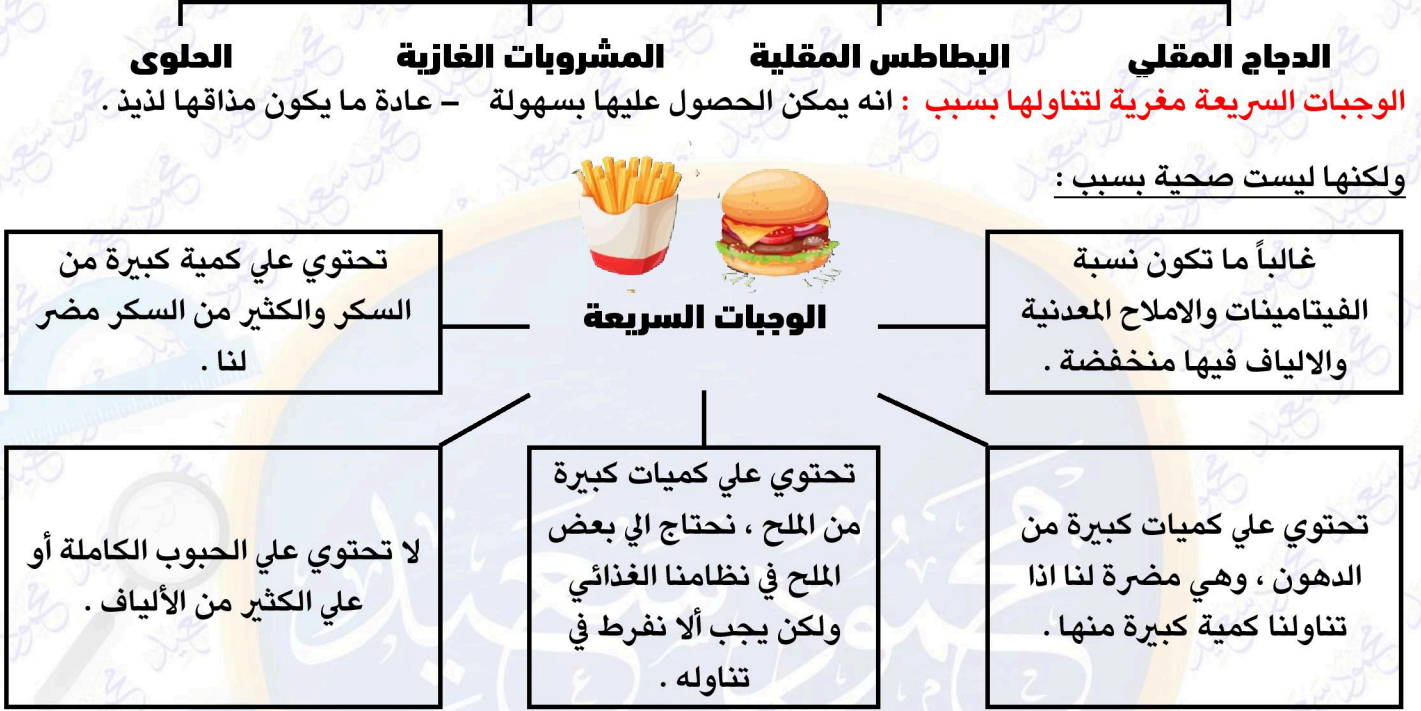 الدجاج المقلي
البطاطس المقلية
المشروبات الغازية
الحلوى
الوجبات السريعة مغرية لتناولها بسبب : انه يمكن الحصول عليها بسهولة – عادة ما يكون مذاقها لذيذ .
ولكنها ليست صحية بسبب :
غالباً ما تكون نسبة
الفيتامينات والاملاح المعدنية
والالياف فيها منخفضة .
الوجبات السريعة
تحتوي علي كمية كبيرة من
السكر والكثير من السكر مضر
لنا .
تحتوي علي كميات كبيرة من
الدهون ، وهي مضرة لنا اذا
تناولنا كمية كبيرة منها .
تحتوي علي كميات كبيرة
من الملح ، نحتاج الي بعض
الملح في نظامنا الغذائي
ولكن يجب ألا نفرط في
تناوله .
لا تحتوي علي الحبوب الكاملة أو
علي الكثير من الألياف .
محمود سعيد